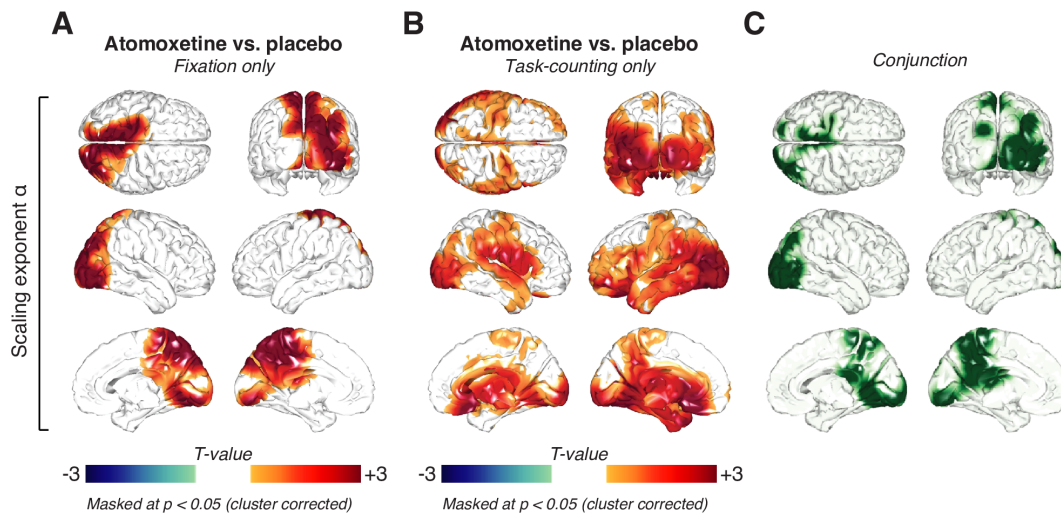 A
Atomoxetine vs. placebo
Fixation only
B
Atomoxetine vs. placebo
Task-counting only
C
Conjunction
Scaling exponent α
T-value
-3
+3
Masked at p < 0.05 (cluster corrected)
T-value
-3
+3
Masked at p < 0.05 (cluster corrected)